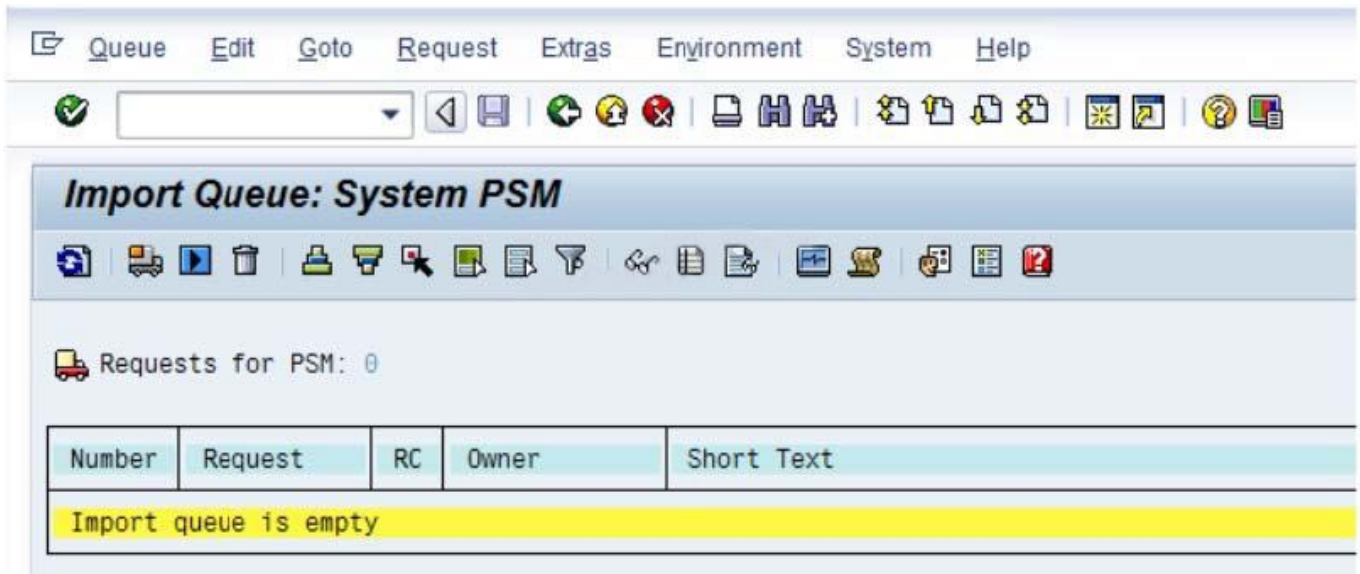 Queue Edit Goto Request Extras Environment System Help
Import Queue: System PSM
Requests for PSM: 0
Number Request RC Owner Short Text
Import queue is empty